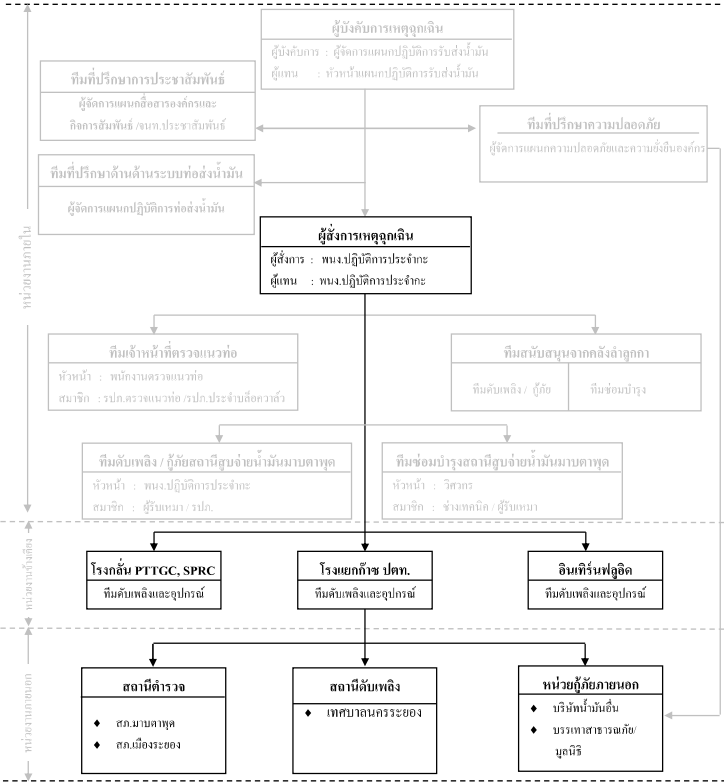 ผู้บังคับการเหตุฉุกเฉิน
ผู้บังคับการ : ผู้จัดการแผนกปฏิบัติการรับส่งน้ำมัน
ผู้แทน : หัวหน้าแผนกปฏิบัติการรับส่งน้ำมัน
ทีมที่ปรึกษาการประชาสัมพันธ์
ผู้จัดการแผนกสื่อสารองค์กรและ
กิจการสัมพันธ์ /จนท.ประชาสัมพันธ์
ทีมที่ปรึกษาความปลอดภัย
ผู้จัดการแผนกความปลอดภัยและความยั่งยืนองค์กร
ทีมที่ปรึกษาด้านด้านระบบท่อส่งน้ำมัน
ผู้จัดการแผนกปฏิบัติการท่อส่งน้ำมัน
หน่วยงานภายใน
ผู้สั่งการเหตุฉุกเฉิน
ผู้สั่งการ : พนง.ปฏิบัติการประจำกะ
ผู้แทน : พนง.ปฏิบัติการประจำกะ
ทีมเจ้าหน้าที่ตรวจแนวท่อ
หัวหน้า : พนักงานตรวจแนวท่อ
สมาชิก : รปภ.ตรวจแนวท่อ /รปภ.ประจำบล็อควาล์ว
ทีมสนับสนุนจากคลังลำลูกกา
ทีมดับเพลิง / กู้ภัย
ทีมซ่อมบำรุง
ทีมดับเพลิง / กู้ภัยสถานีสูบจ่ายน้ำมันมาบตาพุด
หัวหน้า : พนง.ปฏิบัติการประจำกะ
สมาชิก : ผู้รับเหมา / รปภ.
ทีมซ่อมบำรุงสถานีสูบจ่ายน้ำมันมาบตาพุด
หัวหน้า : วิศวกร
สมาชิก : ช่างเทคนิค / ผู้รับเหมา
หน่วยงานข้างเคียง
โรงกลั่น PTTGC, SPRC
ทีมดับเพลิงและอุปกรณ์
โรงแยกก๊าซ ปตท.
ทีมดับเพลิงและอุปกรณ์
อินเทิร์นฟลูอิด
ทีมดับเพลิงและอุปกรณ์
หน่วยงานภายนอก
สถานีตำรวจ
♦ สภ.มาบตาพุด
♦ สภ.เมืองระยอง
สถานีดับเพลิง
♦ เทศบาลนครระยอง
หน่วยกู้ภัยภายนอก
♦ บริษัทน้ำมันอื่น
♦ บรรเทาสาธารณภัย/
มูลนิธิ